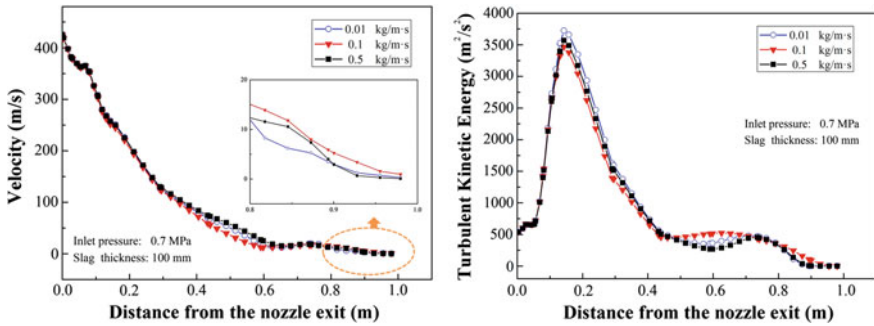 400
300
200
100
0
Velocity (m/s)
0.01 kg/m·s
0.1 kg/m·s
0.5 kg/m·s
20
10
0
0.8 0.9 1.0
Inlet pressure: 0.7 MPa
Slag thickness: 100 mm
0.0 0.2 0.4 0.6 0.8 1.0
Distance from the nozzle exit (m)
4000
3500
3000
2500
2000
1500
1000
500
0
Turbulent Kinetic Energy (m²/s²)
0.01 kg/m·s
0.1 kg/m·s
0.5 kg/m·s
Inlet pressure: 0.7 MPa
Slag thickness: 100 mm
0.0 0.2 0.4 0.6 0.8 1.0
Distance from the nozzle exit (m)